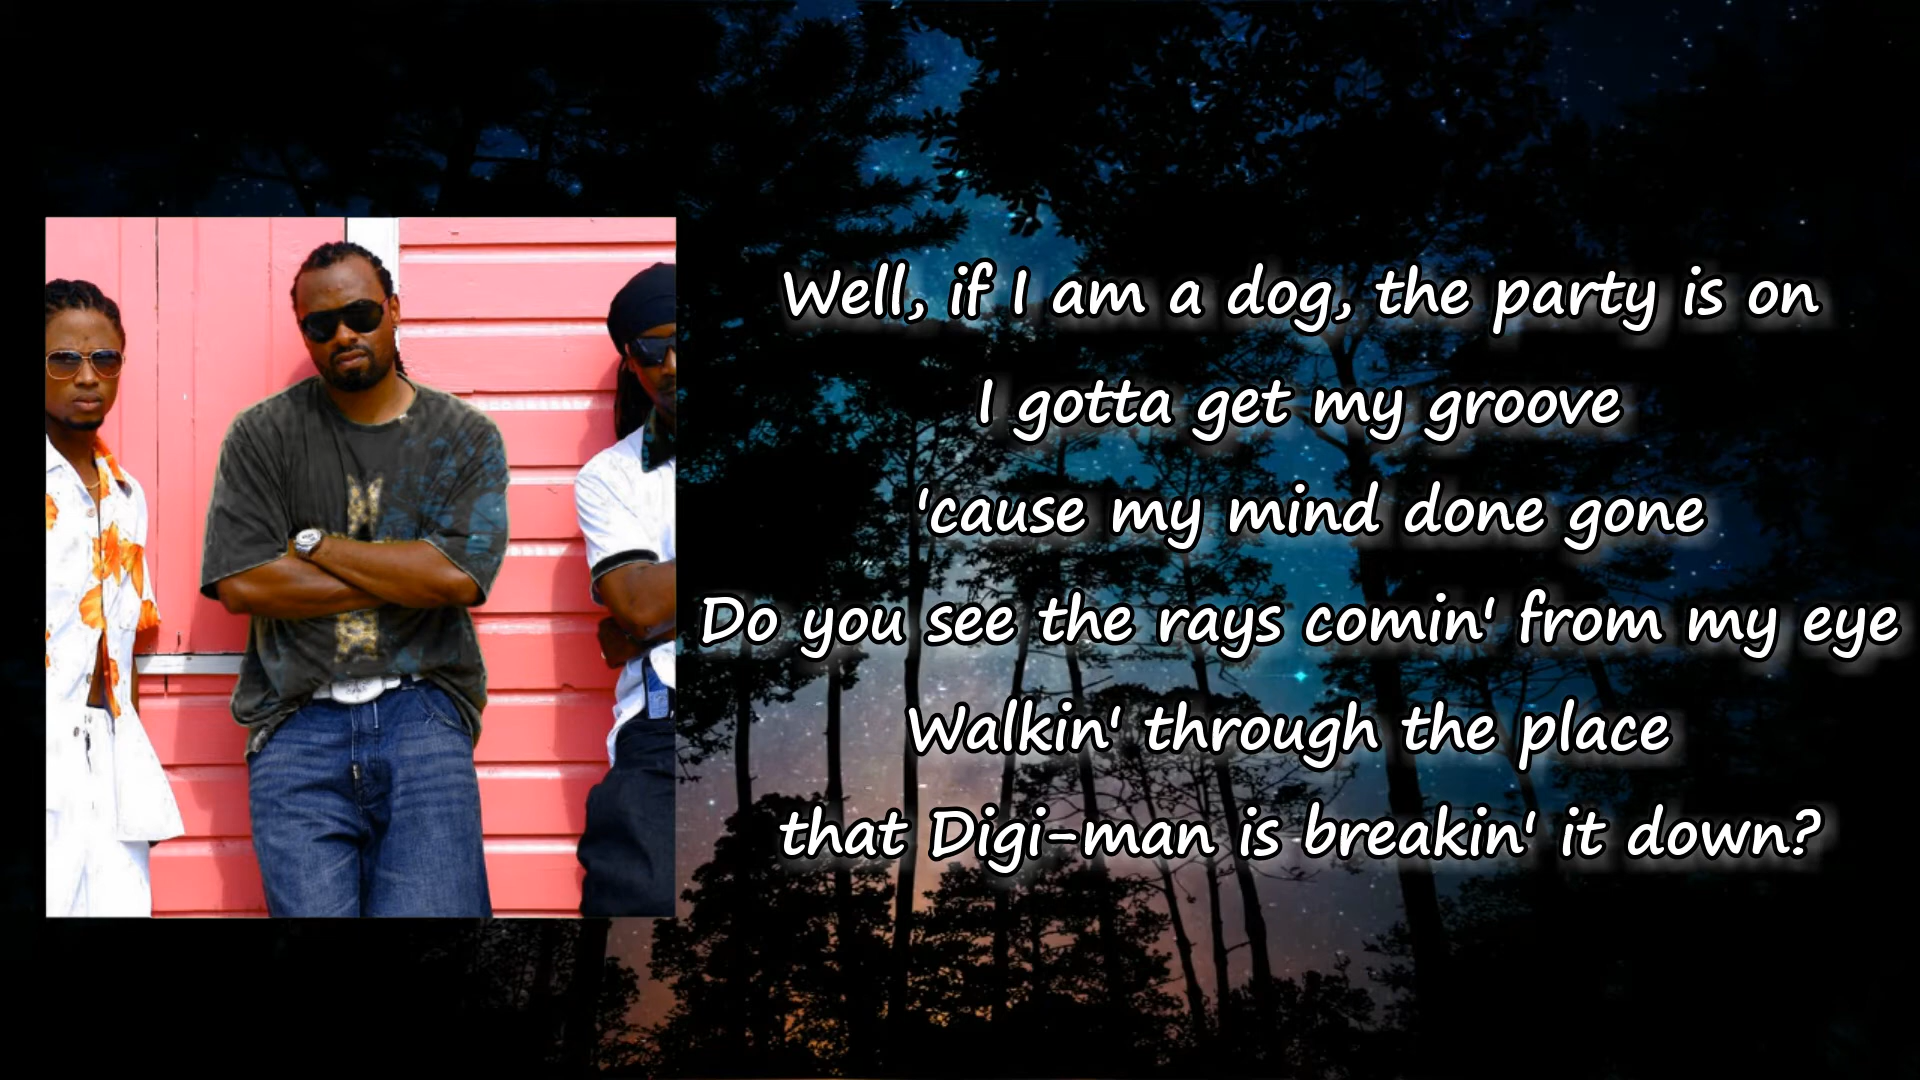 Well, if I am a dog, the party is on
I gotta get my groove
'cause my mind done gone
Do you see the rays comin' from my eye
Walkin' through the place
that Digi-man is breakin' it down?